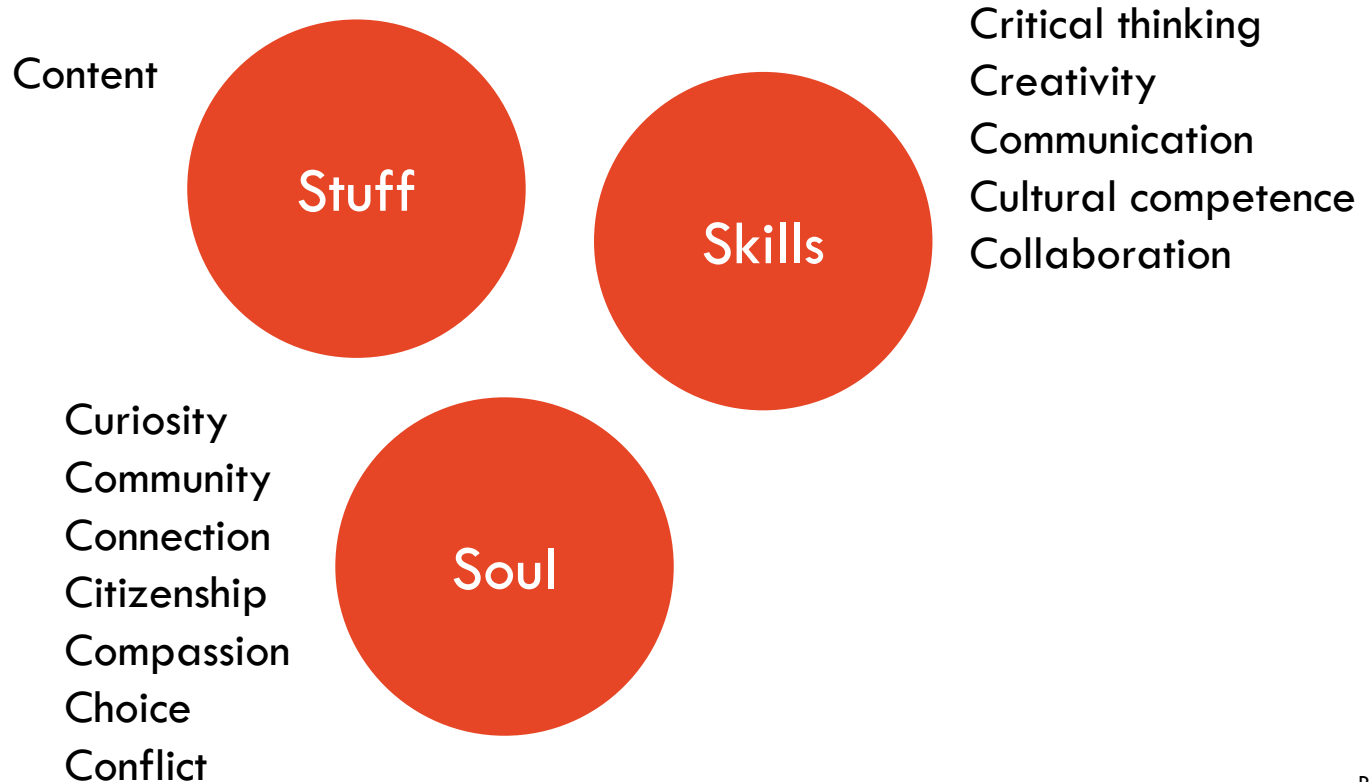 Content
Stuff
Critical thinking
Creativity
Communication
Cultural competence
Collaboration
Skills
Curiosity
Community
Connection
Citizenship
Compassion
Choice
Conflict
Soul